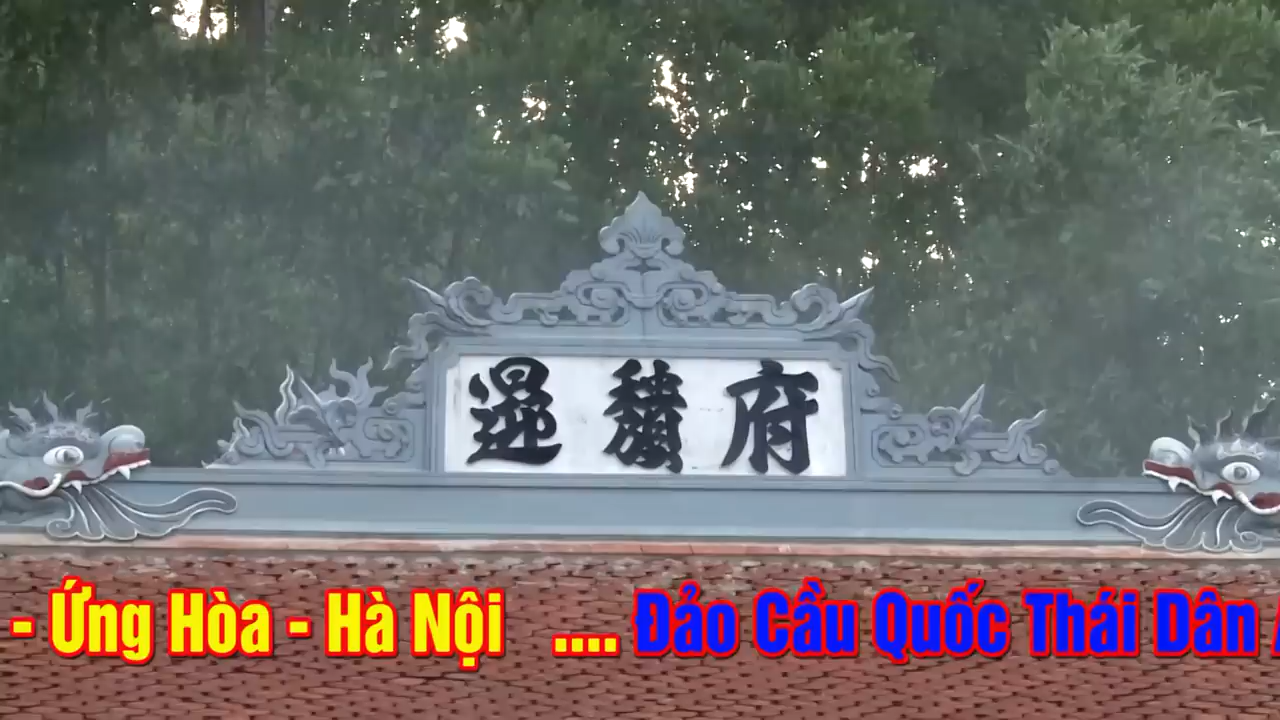 府
- Ứng Hòa - Hà Nội .... Đảo Cầu Quốc Thái Dân